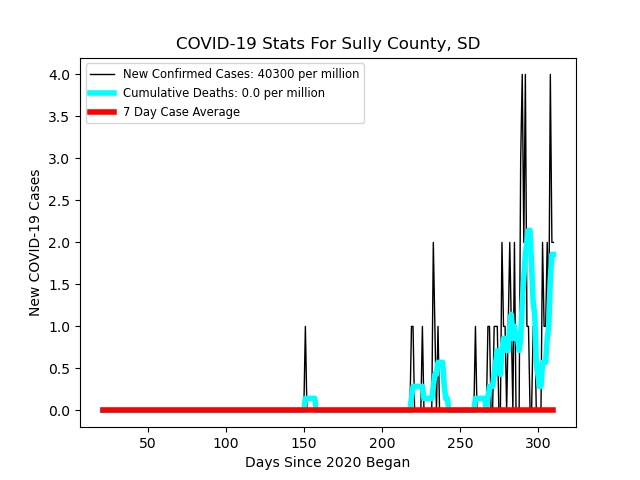 COVID-19 Stats For Sully County, SD
New Confirmed Cases: 40300 per million
Cumulative Deaths: 0.0 per million
7 Day Case Average
New COVID-19 Cases
4.0
3.5
3.0
2.5
2.0
1.5
1.0
0.5
0.0
50 100 150 200 250 300
Days Since 2020 Began